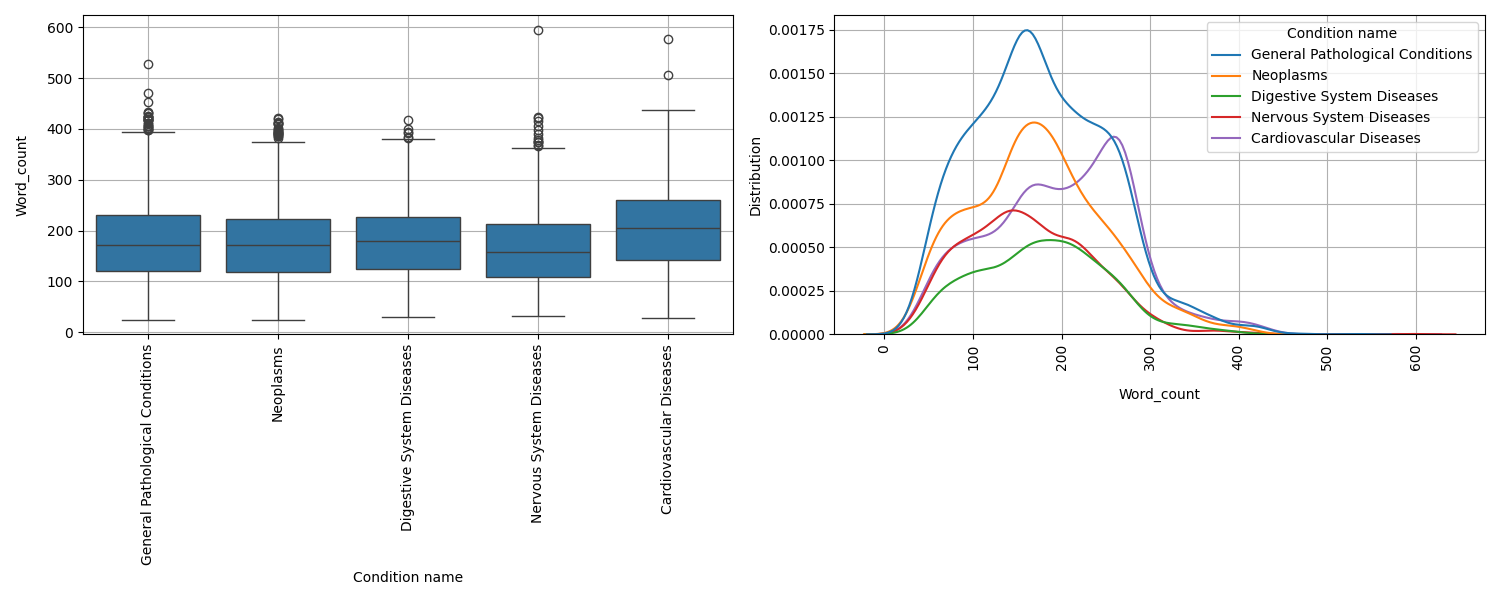 600
500
400
300
200
100
0
Word_count
General Pathological Conditions
Neoplasms
Digestive System Diseases
Nervous System Diseases
Cardiovascular Diseases
Condition name
0.00175
0.00150
0.00125
0.00100
0.00075
0.00050
0.00025
0.00000
Distribution
Condition name
General Pathological Conditions
Neoplasms
Digestive System Diseases
Nervous System Diseases
Cardiovascular Diseases
0
100
200
300
400
500
600
Word_count